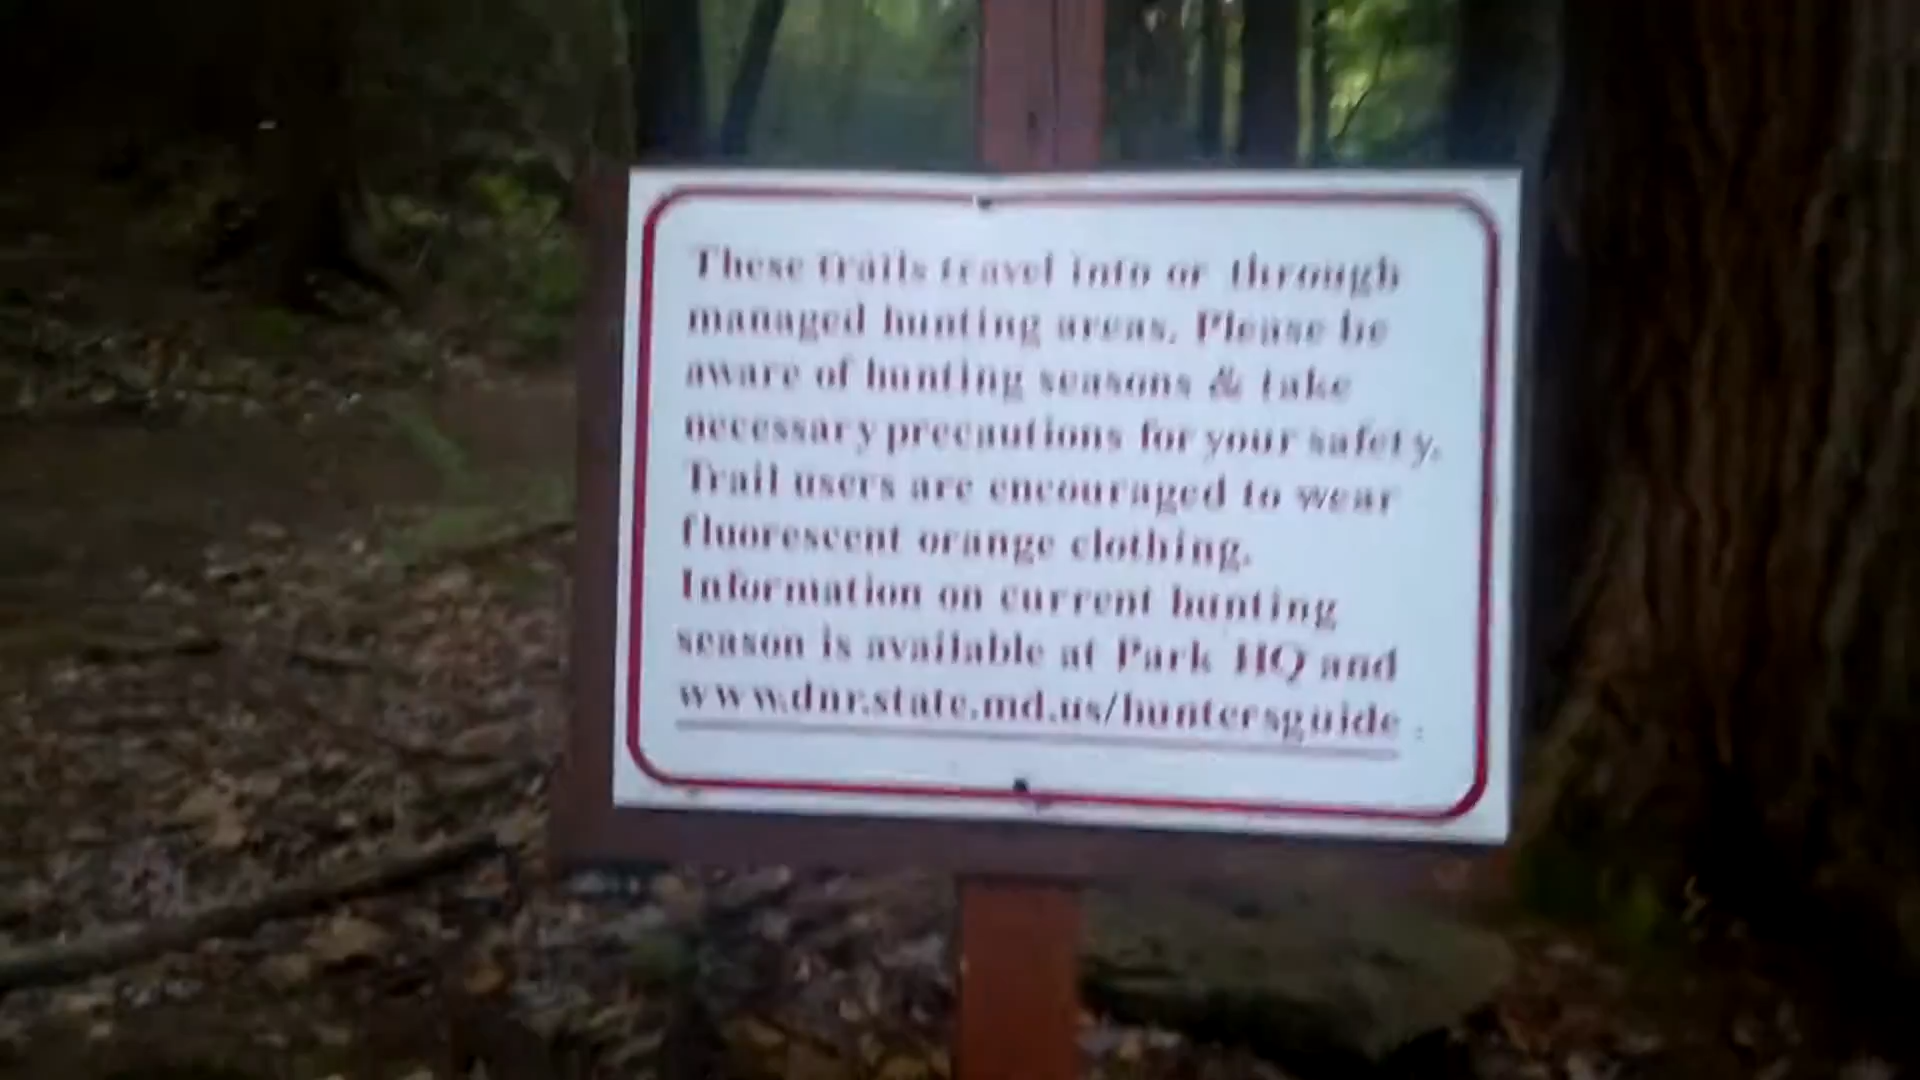 These trails travel into or through
managed hunting areas. Please be
aware of hunting seasons & take
necessary precautions for your safety.
Trail users are encouraged to wear
fluorescent orange clothing.
Information on current hunting
season is available at Park HQ and
www.dnr.state.md.us/huntersguide .